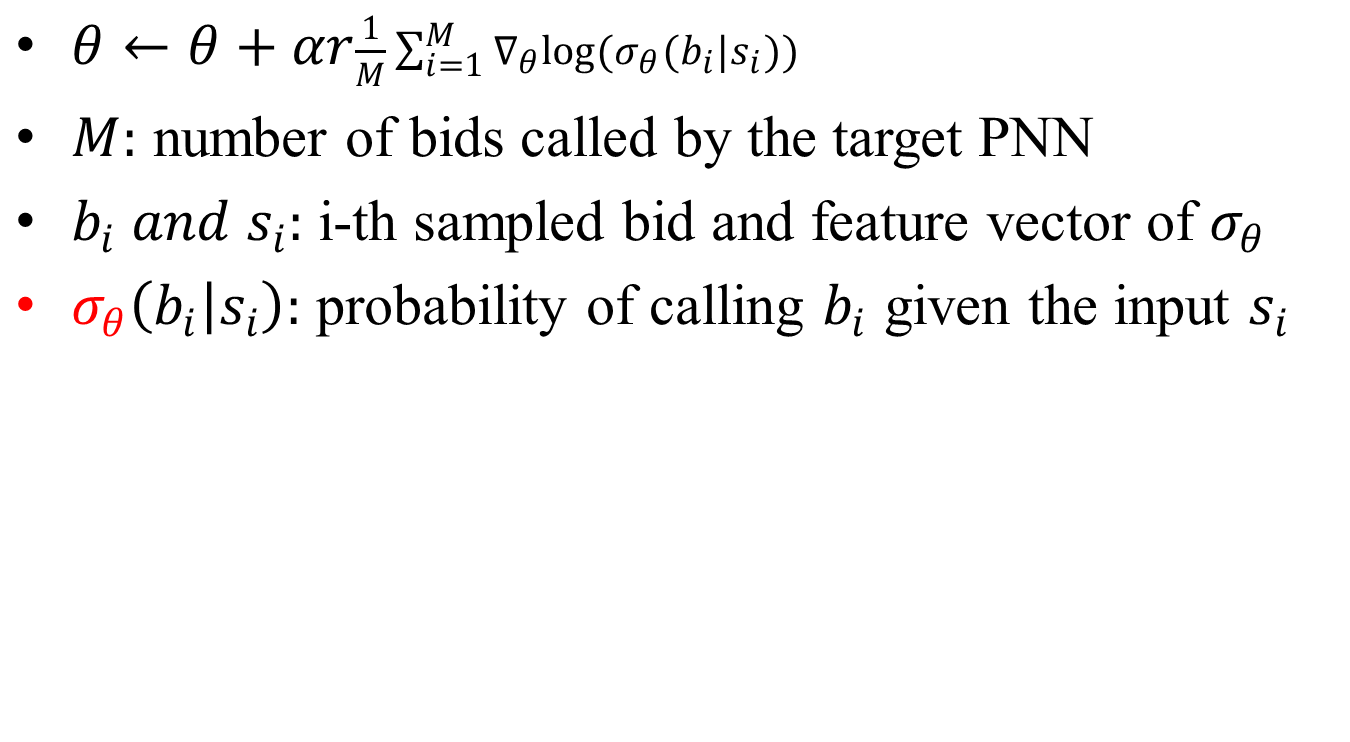 • θ ← θ + αr 1/M ∑_{i=1}^{M} ∇_θ log(σ_θ(b_i|s_i))
• M: number of bids called by the target PNN
• b_i and s_i: i-th sampled bid and feature vector of σ_θ
• σ_θ(b_i|s_i): probability of calling b_i given the input s_i